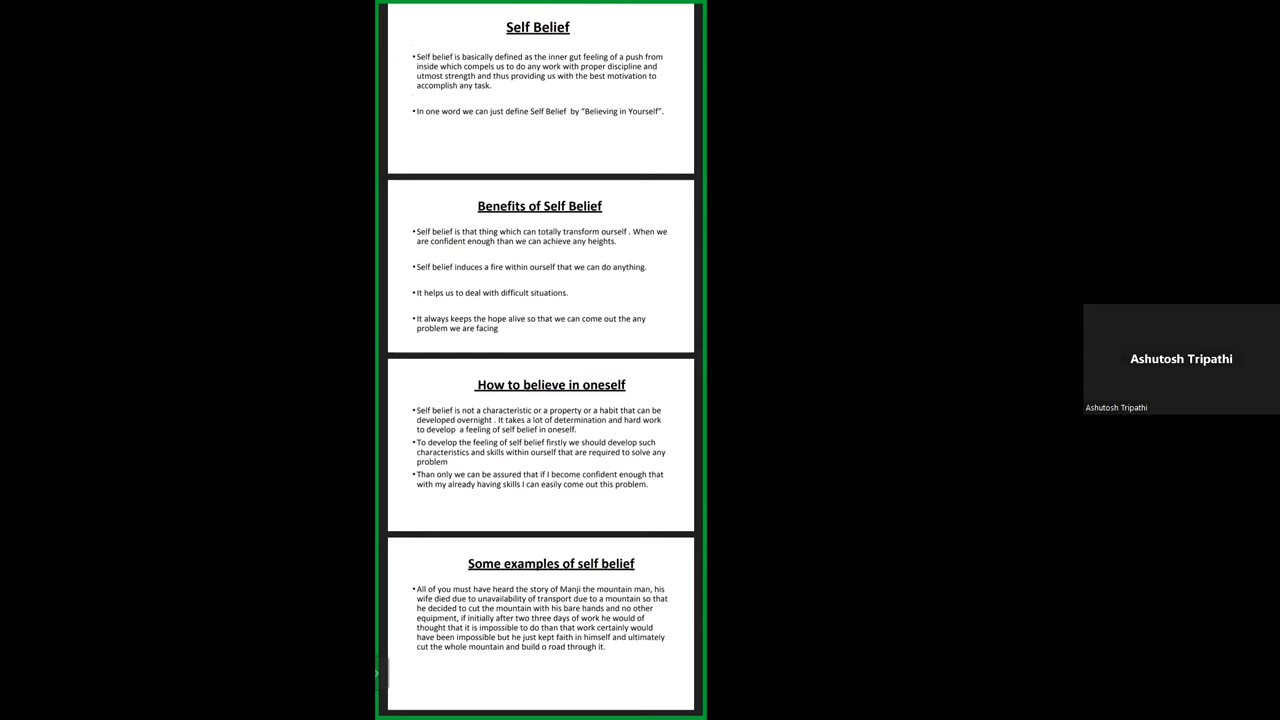 Self Belief
•Self belief is basically defined as the inner gut feeling of a push from
inside which compels us to do any work with proper discipline and
utmost strength and thus providing us with the best motivation to
accomplish any task.
•In one word we can just define Self Belief  by “Believing in Yourself”.
Benefits of Self Belief
•Self belief is that thing which can totally transform ourself . When we
are confident enough than we can achieve any heights.
•Self belief induces a fire within ourself that we can do anything.
•It helps us to deal with difficult situations.
•It always keeps the hope alive so that we can come out the any
problem we are facing
How to believe in oneself
•Self belief is not a characteristic or a property or a habit that can be
developed overnight . It takes a lot of determination and hard work
to develop  a feeling of self belief in oneself.
•To develop the feeling of self belief firstly we should develop such
characteristics and skills within ourself that are required to solve any
problem
•Than only we can be assured that if I become confident enough that
with my already having skills I can easily come out this problem.
Some examples of self belief
•All of you must have heard the story of Manji the mountain man, his
wife died due to unavailability of transport due to a mountain so that
he decided to cut the mountain with his bare hands and no other
equipment, if initially after two three days of work he would of
thought that it is impossible to do than that work certainly would
have been impossible but he just kept faith in himself and ultimately
cut the whole mountain and build o road through it.
Ashutosh Tripathi
Ashutosh Tripathi